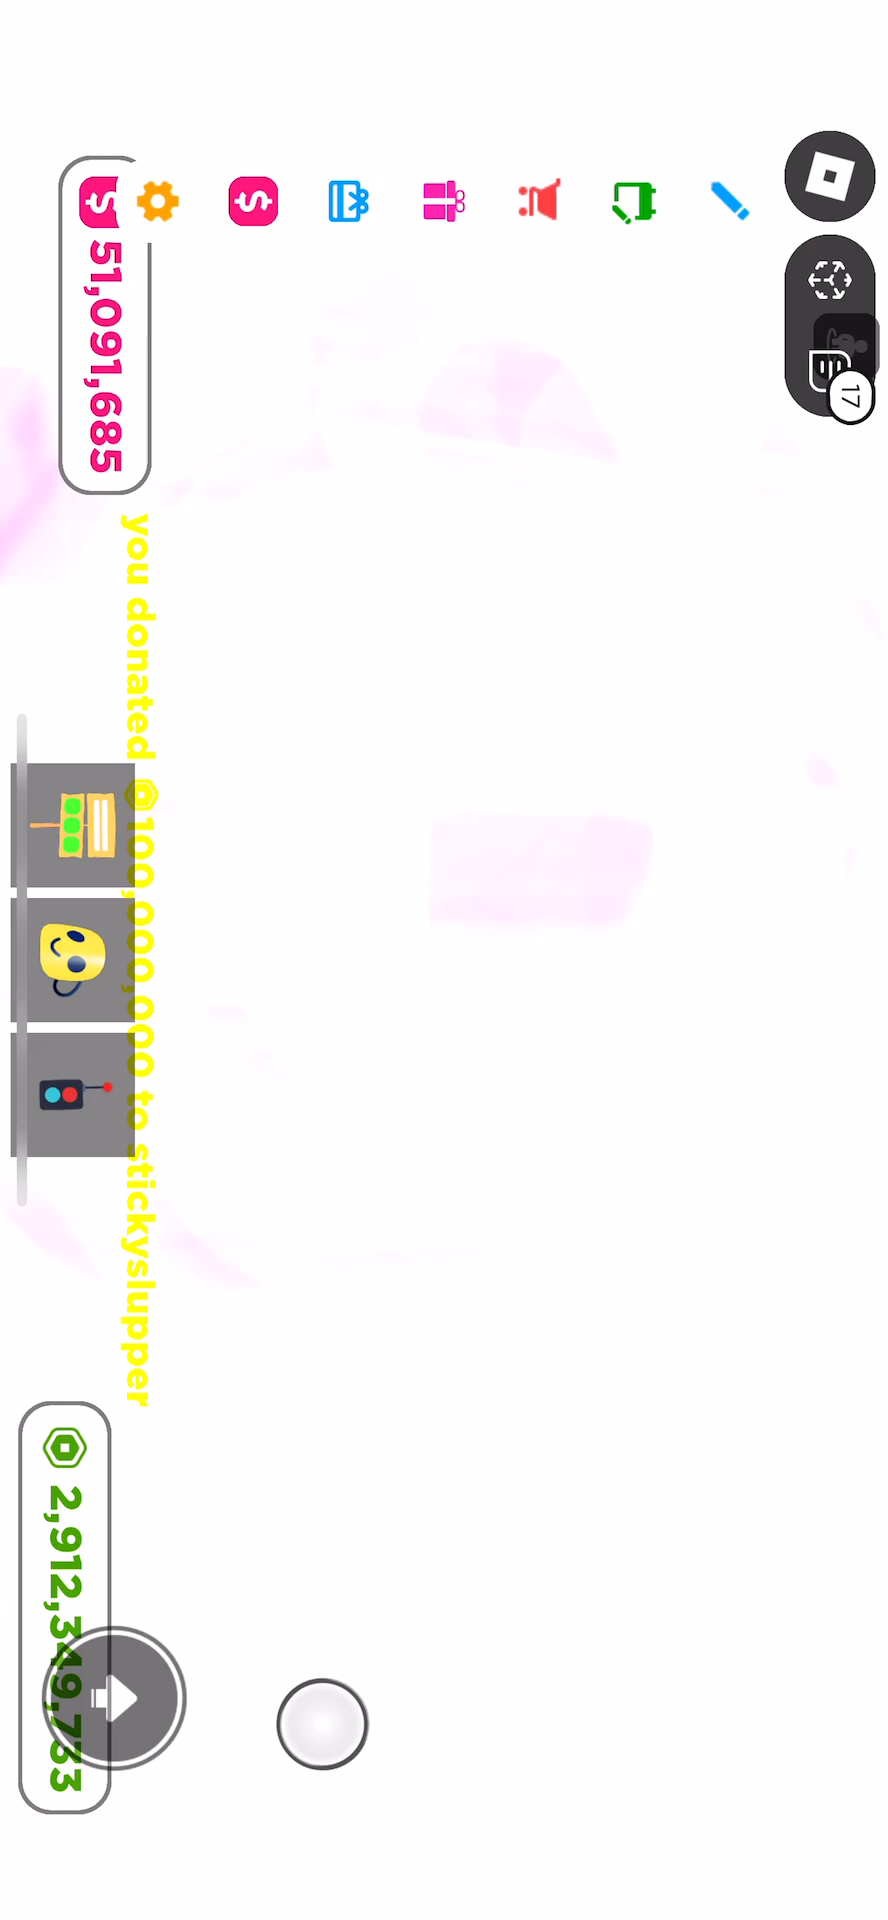 17
51,091,685
you donated 100,000,000 to stickyslupper
2,912,349,733